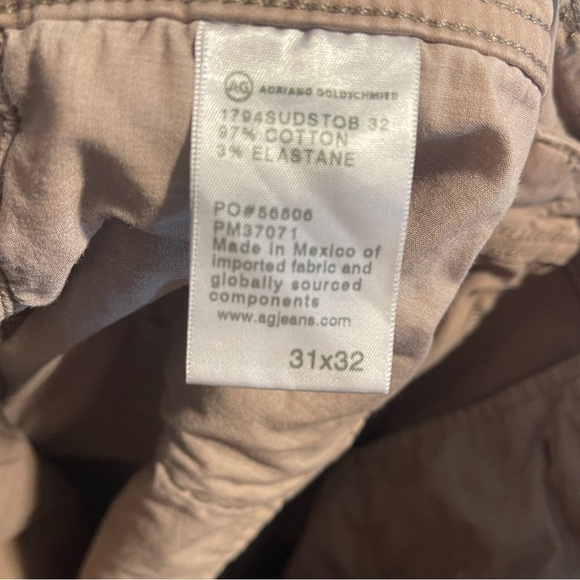 AG ADRIANO GOLDSCHMIED
1794SUDSTOB 32
97% COTTON
3% ELASTANE
PO#56806
PM37071
Made in Mexico of
imported fabric and
globally sourced
components
www.agjeans.com
31x32